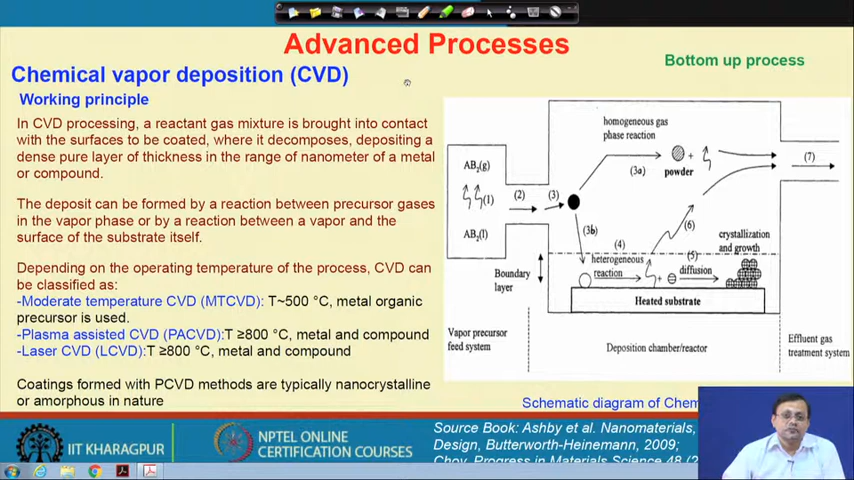 Advanced Processes
Bottom up process
Chemical vapor deposition (CVD)
Working principle
In CVD processing, a reactant gas mixture is brought into contact
with the surfaces to be coated, where it decomposes, depositing a
dense pure layer of thickness in the range of nanometer of a metal
or compound.
The deposit can be formed by a reaction between precursor gases
in the vapor phase or by a reaction between a vapor and the
surface of the substrate itself.
Depending on the operating temperature of the process, CVD can
be classified as:
-Moderate temperature CVD (MTCVD): T~500 °C, metal organic
precursor is used.
-Plasma assisted CVD (PACVD):T ≥800 °C, metal and compound
-Laser CVD (LCVD):T ≥800 °C, metal and compound
Coatings formed with PCVD methods are typically nanocrystalline
or amorphous in nature
homogeneous gas
phase reaction
AB2(g)
(1)
AB2(l)
(2)
(3)
(3a)
+
powder
(7)
(3b)
(4)
heterogeneous
reaction
+
(5)
diffusion
(6)
crystallization
and growth
Boundary
layer
Heated substrate
Vapor precursor
feed system
Deposition chamber/reactor
Effluent gas
treatment system
Schematic diagram of Chem
Source Book: Ashby et al. Nanomaterials,
Design, Butterworth-Heinemann, 2009;
Choy, Progress in Materials Science 48 (2
IIT KHARAGPUR
NPTEL ONLINE
CERTIFICATION COURSES